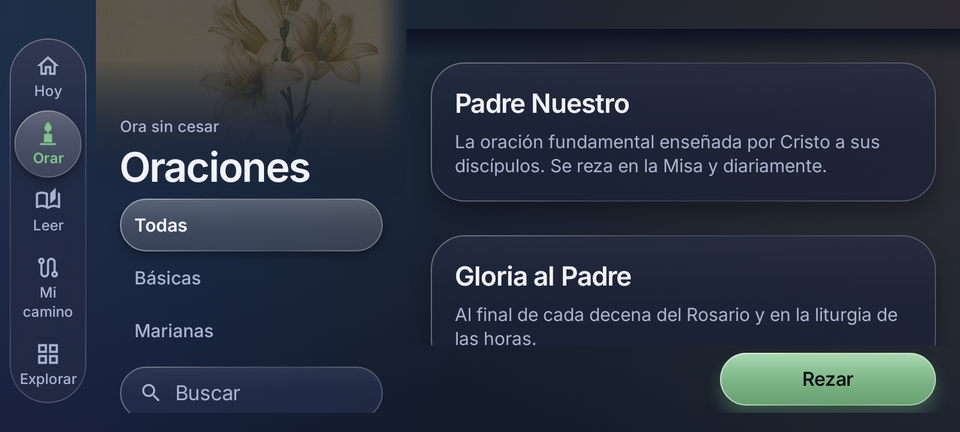 Hoy
Orar
Leer
Mi
camino
Explorar
Ora sin cesar
Oraciones
Todas
Básicas
Marianas
Buscar
Padre Nuestro
La oración fundamental enseñada por Cristo a sus
discípulos. Se reza en la Misa y diariamente.
Gloria al Padre
Al final de cada decena del Rosario y en la liturgia de
las horas.
Rezar